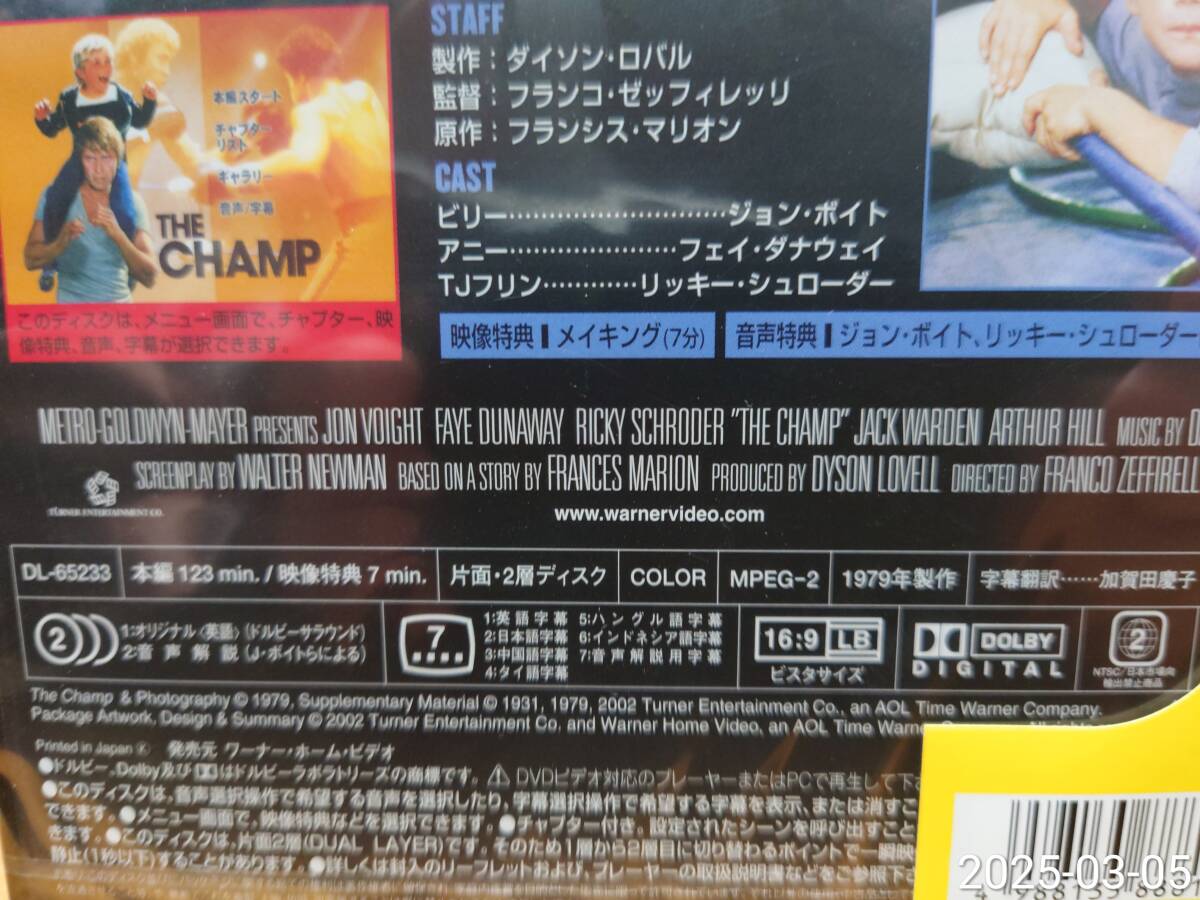 STAFF
製作：ダイソン・ロバル
監督：フランコ・ゼッフィレッリ
原作：フランシス・マリオン
CAST
ビリー…………………………ジョン・ボイト
アニー…………………フェイ・ダナウェイ
TJフリン…………リッキー・シュローダー
本編スタート
チャプター
リスト
ギャラリー
音声/字幕
THE
CHAMP
このディスクは、メニュー画面で、チャプター、映
像特典、音声、字幕が選択できます。
映像特典 メイキング(7分)
音声特典 ジョン・ボイト、リッキー・シュローダー
METRO-GOLDWYN-MAYER PRESENTS JON VOIGHT FAYE DUNAWAY RICKY SCHRODER "THE CHAMP" JACK WARDEN ARTHUR HILL MUSIC BY
SCREENPLAY BY WALTER NEWMAN BASED ON A STORY BY FRANCES MARION PRODUCED BY DYSON LOVELL DIRECTED BY FRANCO ZEFFIRELL
TURNER ENTERTAINMENT CO.
www.warnervideo.com
DL-65233 本編 123 min. / 映像特典 7 min. 片面・2層ディスク COLOR MPEG-2 1979年製作 字幕翻訳……加賀田慶子
2 1:オリジナル〈英語〉(ドルビーサラウンド)
2:音声解説(J・ボイトらによる)
7
1:英語字幕 5:ハングル語字幕
2:日本語字幕 6:インドネシア語字幕
3:中国語字幕 7:音声解説用字幕
4:タイ語字幕
16:9 LB
ビスタサイズ
DOLBY
DIGITAL
2
NTSC/日本市場向
輸出禁止商品
The Champ & Photography © 1979, Supplementary Material © 1931, 1979, 2002 Turner Entertainment Co., an AOL Time Warner Company.
Package Artwork, Design & Summary © 2002 Turner Entertainment Co. and Warner Home Video, an AOL Time Warne
Printed in Japan Ⓚ 発売元 ワーナー・ホーム・ビデオ
●ドルビー、Dolby及びはドルビーラボラトリーズの商標です。⚠ DVDビデオ対応のプレーヤーまたはPCで再生して下さ
●このディスクは、音声選択操作で希望する音声を選択したり、字幕選択操作で希望する字幕を表示、または消すこ
できます。●メニュー画面で、映像特典などを選択できます。●チャプター付き。設定されたシーンを呼び出すこと
きます。●このディスクは、片面2層(DUAL LAYER)です。そのため1層から2層目に切り替わるポイントで一瞬映
静止(1秒以下)することがあります。●詳しくは封入のリーフレットおよび、プレーヤーの取扱説明書などをご参照下さ
2025-03-05